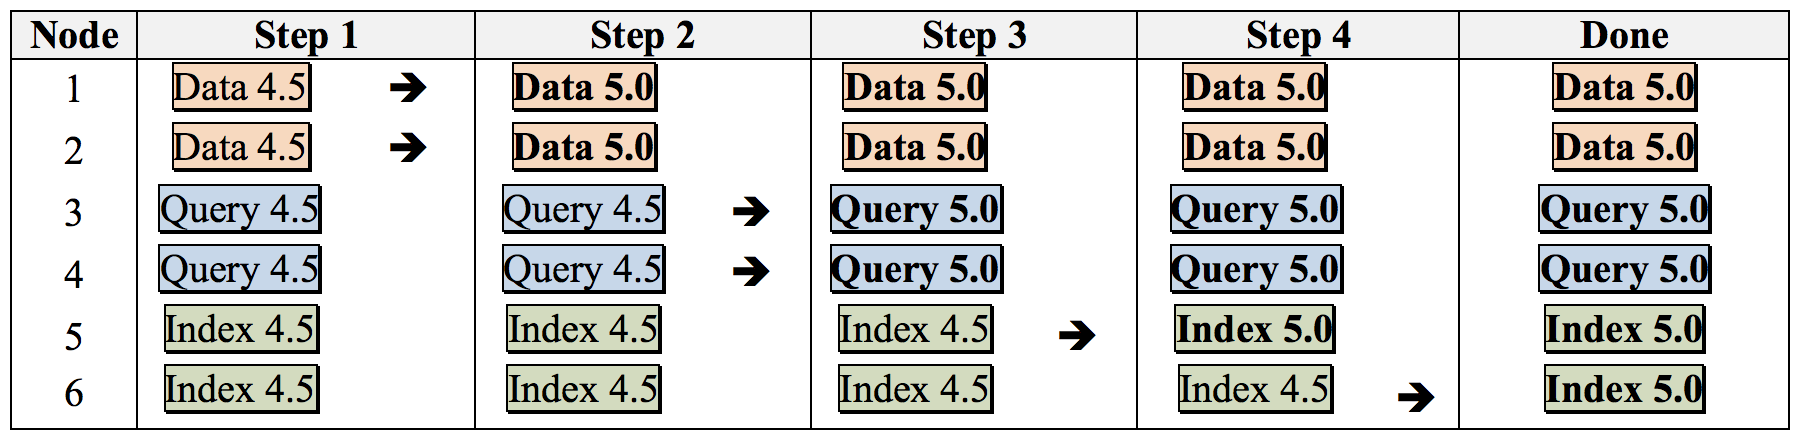 Node Step 1 Step 2 Step 3 Step 4 Done
1 Data 4.5 ➔ Data 5.0 Data 5.0 Data 5.0 Data 5.0
2 Data 4.5 ➔ Data 5.0 Data 5.0 Data 5.0 Data 5.0
3 Query 4.5 Query 4.5 ➔ Query 5.0 Query 5.0 Query 5.0
4 Query 4.5 Query 4.5 ➔ Query 5.0 Query 5.0 Query 5.0
5 Index 4.5 Index 4.5 Index 4.5 ➔ Index 5.0 Index 5.0
6 Index 4.5 Index 4.5 Index 4.5 Index 4.5 ➔ Index 5.0